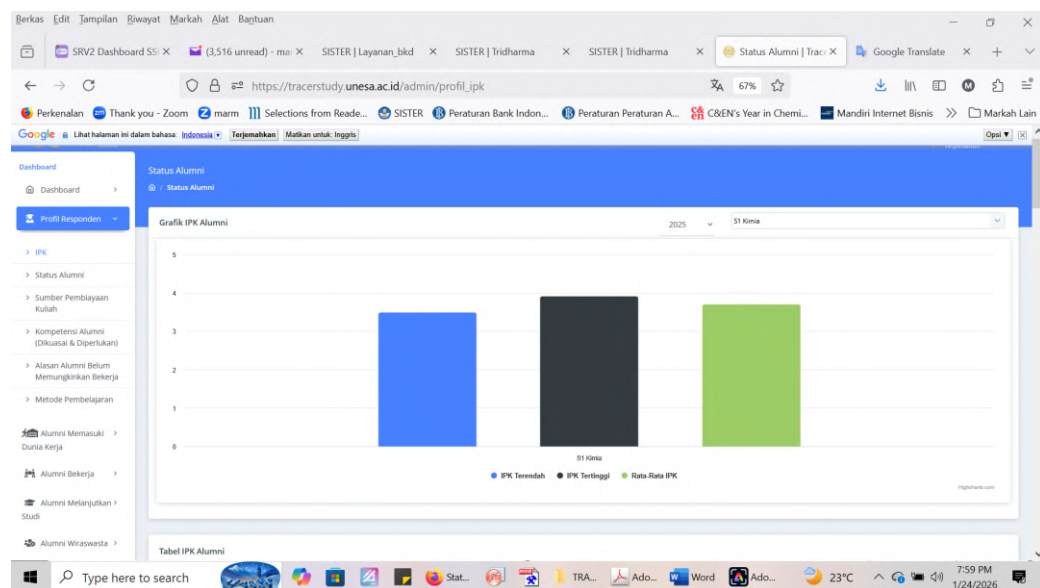 Berkas Edit Tampilan Riwayat Markah Alat Bantuan
SRV2 Dashboard SS
(3,516 unread) - ma
SISTER | Layanan_bkd
SISTER | Tridharma
SISTER | Tridharma
Status Alumni | Trac
Google Translate
https://tracerstudy.unesa.ac.id/admin/profil_ipk
67%
Perkenalan Thank you - Zoom marm Selections from Reade... SISTER Peraturan Bank Indon... Peraturan Peraturan A... C&EN's Year in Chemi... Mandiri Internet Bisnis Markah Lain
Google Lihat halaman ini dalam bahasa: Indonesia Terjemahkan Matikan untuk: Inggris Opsi ▼
Dashboard
Dashboard
Profil Responden
IPK
Status Alumni
Sumber Pembiayaan
Kuliah
Kompetensi Alumni
(Dikuasai & Diperlukan)
Alasan Alumni Belum
Memungkinkan Bekerja
Metode Pembelajaran
Alumni Memasuki
Dunia Kerja
Alumni Bekerja
Alumni Melanjutkan
Studi
Alumni Wiraswasta
Status Alumni
/ Status Alumni
Grafik IPK Alumni
2025
S1 Kimia
5
4
3
2
1
0
S1 Kimia
IPK Terendah IPK Tertinggi Rata-Rata IPK
Highcharts.com
Tabel IPK Alumni
Type here to search
Stat...
TRA...
Ado...
Word
Ado...
23°C
7:59 PM
1/24/2026